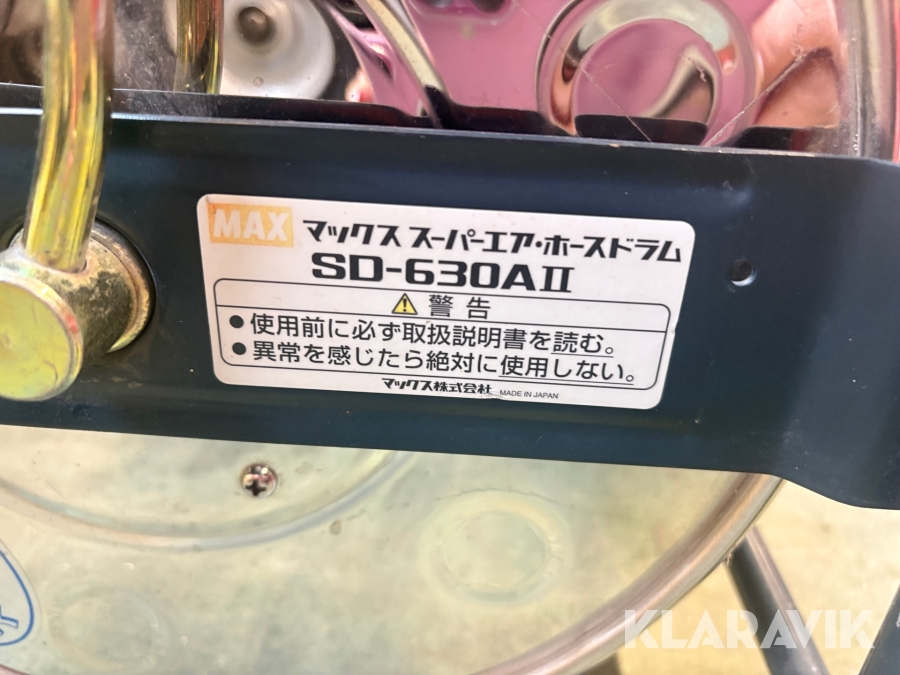 MAX マックス スーパーエア・ホースドラム
SD-630AII
警告
●使用前に必ず取扱説明書を読む。
●異常を感じたら絶対に使用しない。
マックス株式会社 MADE IN JAPAN
KLARAVIK